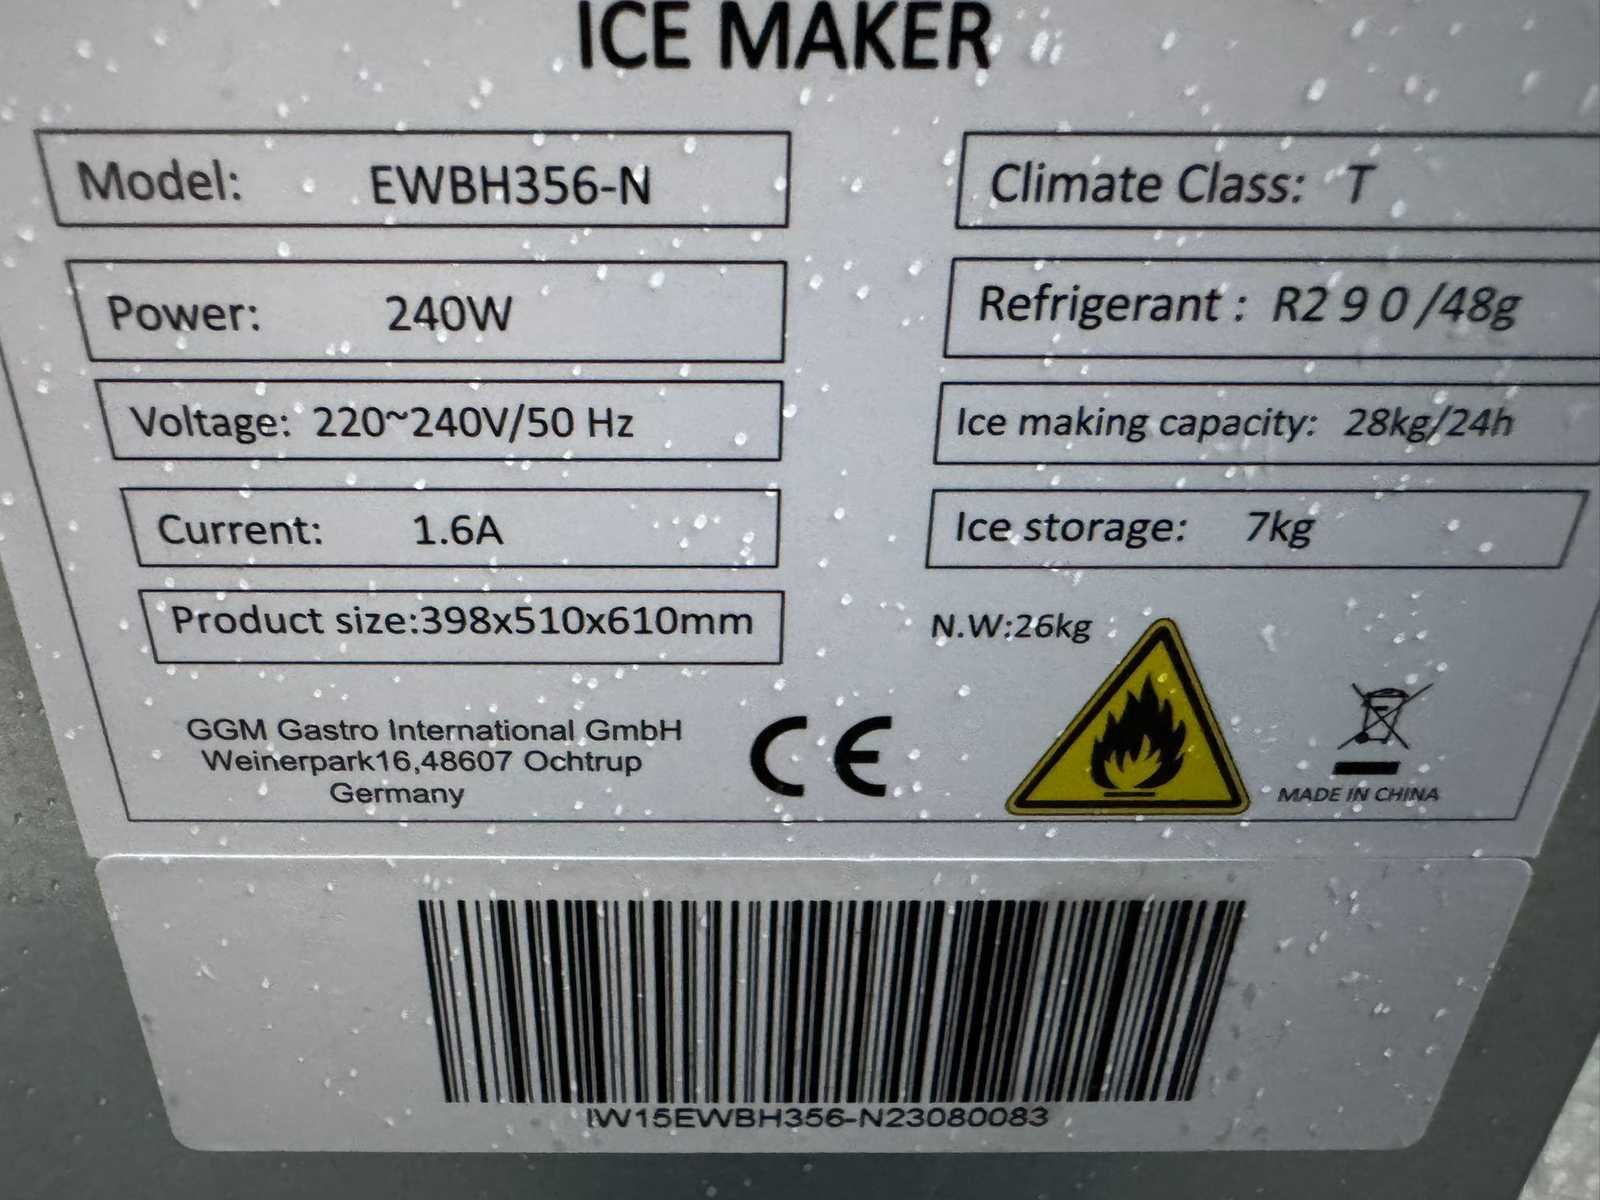 ICE MAKER
Model: EWBH356-N
Climate Class: T
Power: 240W
Refrigerant : R2 9 0 /48g
Voltage: 220~240V/50 Hz
Ice making capacity: 28kg/24h
Current: 1.6A
Ice storage: 7kg
Product size:398x510x610mm
N.W:26kg
GGM Gastro International GmbH
Weinerpark16,48607 Ochtrup
Germany
CE
MADE IN CHINA
IW15EWBH356-N23080083